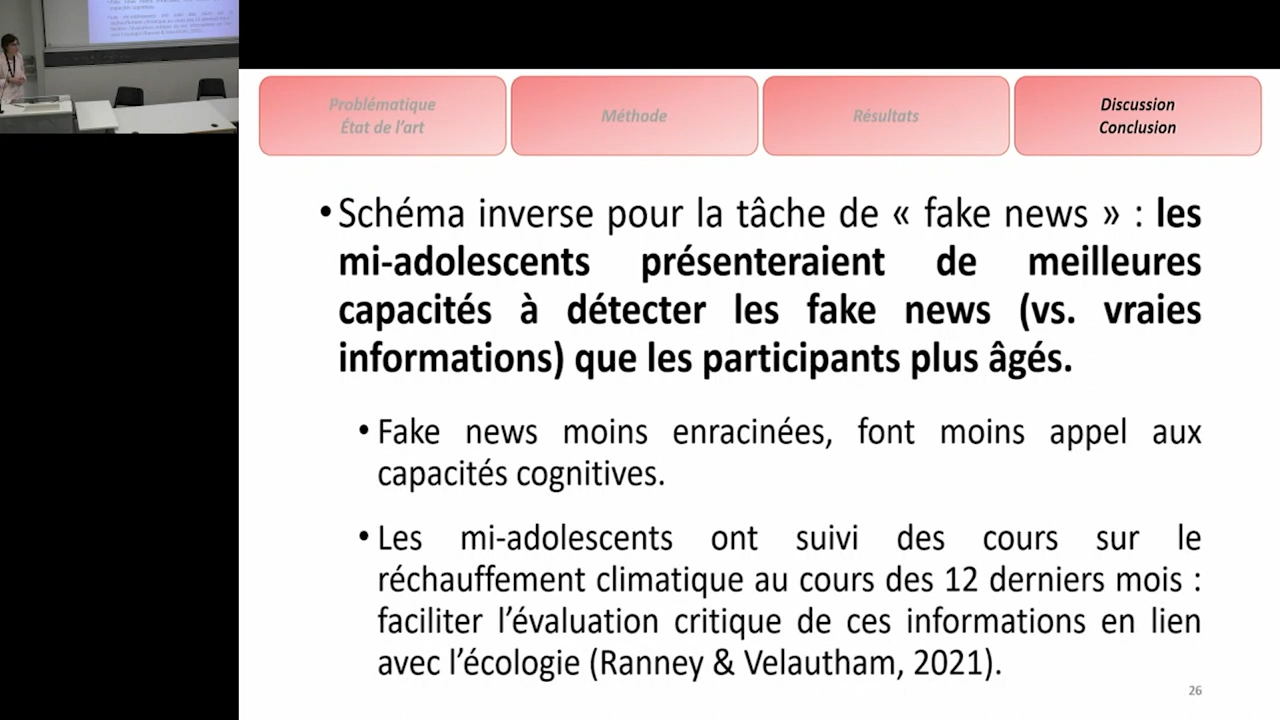 Problématique
État de l'art
Méthode
Résultats
Discussion
Conclusion
• Schéma inverse pour la tâche de « fake news » : les
mi-adolescents présenteraient de meilleures
capacités à détecter les fake news (vs. vraies
informations) que les participants plus âgés.
• Fake news moins enracinées, font moins appel aux
capacités cognitives.
• Les mi-adolescents ont suivi des cours sur le
réchauffement climatique au cours des 12 derniers mois :
faciliter l'évaluation critique de ces informations en lien
avec l'écologie (Ranney & Velautham, 2021).
26